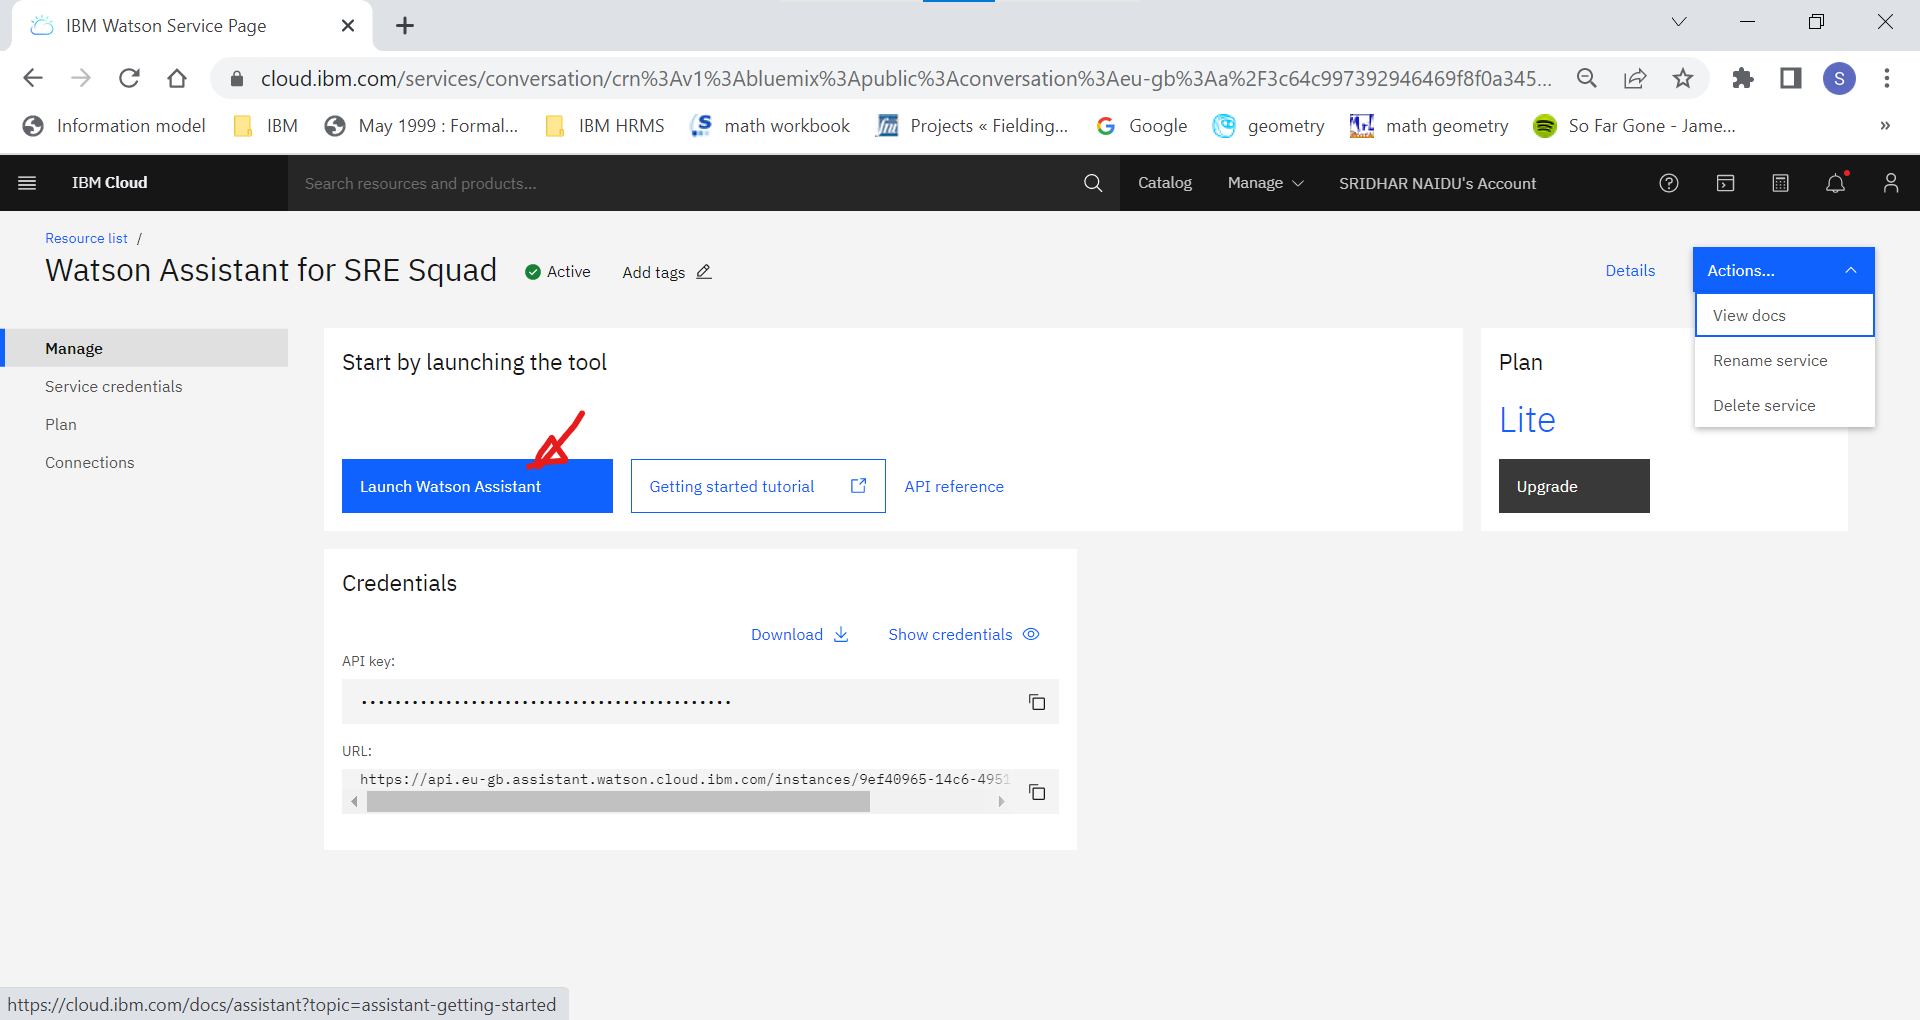 IBM Watson Service Page
cloud.ibm.com/services/conversation/crn%3Av1%3Abluemix%3Apublic%3Aconversation%3Aeu-gb%3Aa%2F3c64c997392946469f8f0a345...
S
Information model
IBM
May 1999 : Formal...
IBM HRMS
math workbook
Projects « Fielding...
Google
geometry
math geometry
So Far Gone - Jame...
»
IBM Cloud
Search resources and products...
Catalog
Manage
SRIDHAR NAIDU's Account
Resource list /
Watson Assistant for SRE Squad
Active
Add tags
Details
Actions...
View docs
Rename service
Delete service
Manage
Service credentials
Plan
Connections
Start by launching the tool
Launch Watson Assistant
Getting started tutorial
API reference
Plan
Lite
Upgrade
Credentials
Download
Show credentials
API key:
URL:
https://api.eu-gb.assistant.watson.cloud.ibm.com/instances/9ef40965-14c6-4951
https://cloud.ibm.com/docs/assistant?topic=assistant-getting-started